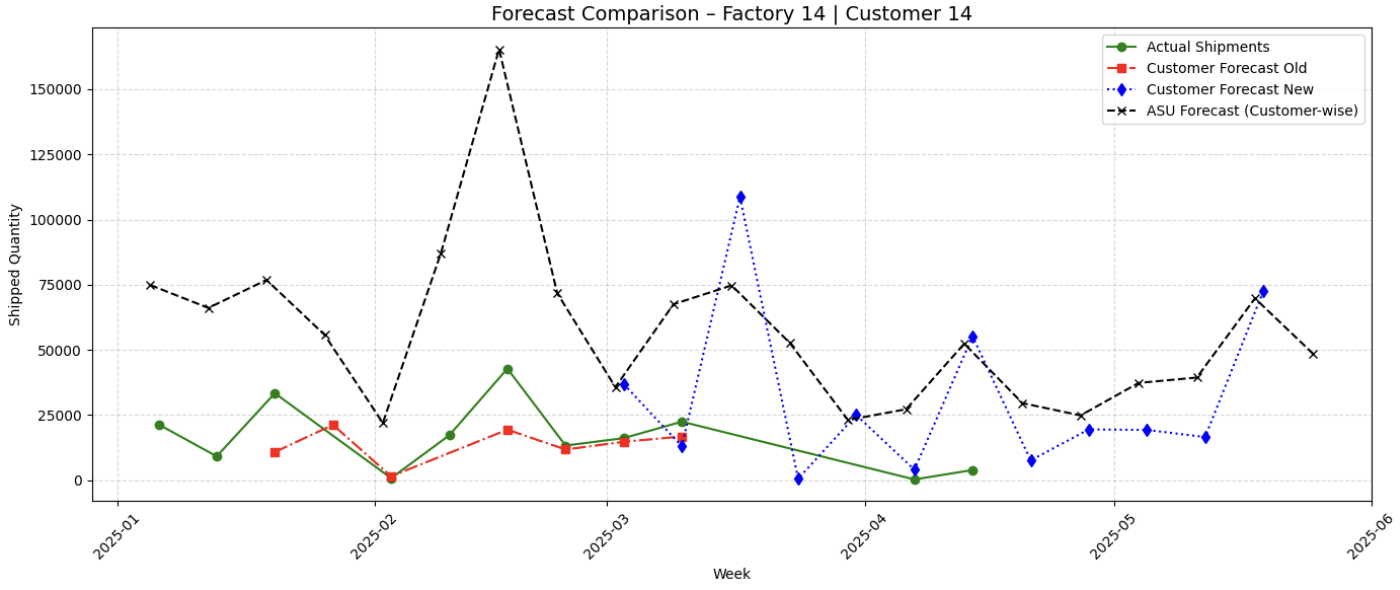 Forecast Comparison – Factory 14 | Customer 14
Actual Shipments
Customer Forecast Old
Customer Forecast New
ASU Forecast (Customer-wise)
Shipped Quantity
150000
125000
100000
75000
50000
25000
0
2025-01
2025-02
2025-03
2025-04
2025-05
2025-06
Week